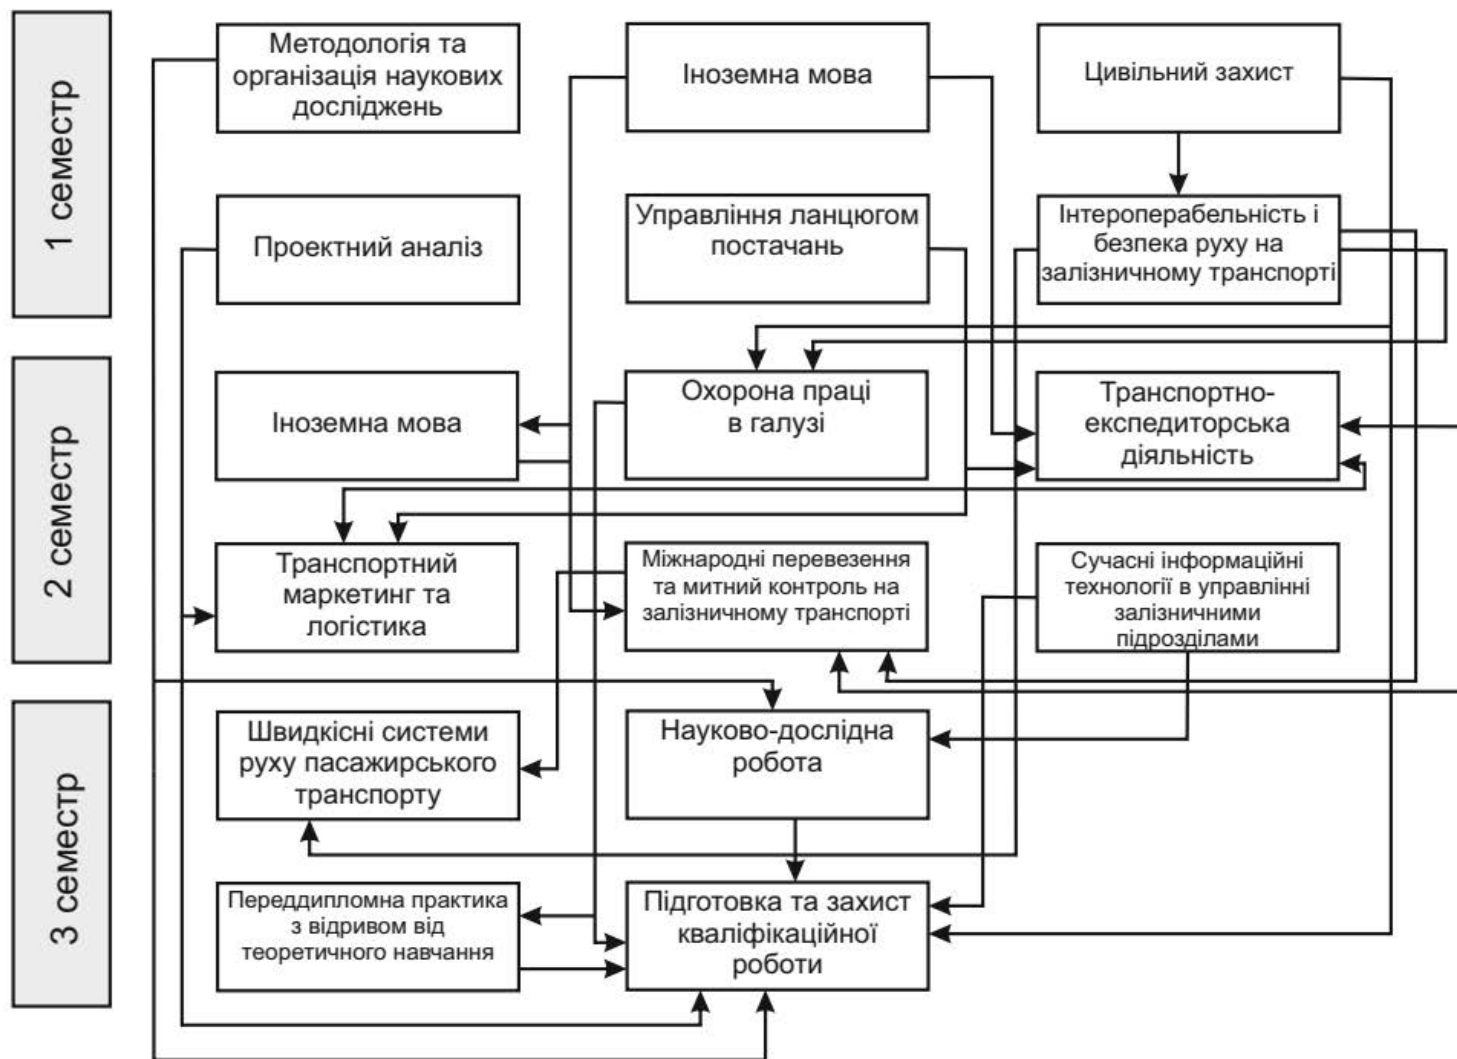 1 семестр
Методологія та
організація наукових
досліджень
Іноземна мова
Цивільний захист
Проектний аналіз
Управління ланцюгом
постачань
Інтероперабельність і
безпека руху на
залізничному транспорті
2 семестр
Іноземна мова
Охорона праці
в галузі
Транспортно-
експедиторська
діяльність
Транспортний
маркетинг та
логістика
Міжнародні перевезення
та митний контроль на
залізничному транспорті
Сучасні інформаційні
технології в управлінні
залізничними
підрозділами
3 семестр
Швидкісні системи
руху пасажирського
транспорту
Науково-дослідна
робота
Переддипломна практика
з відривом від
теоретичного навчання
Підготовка та захист
кваліфікаційної
роботи